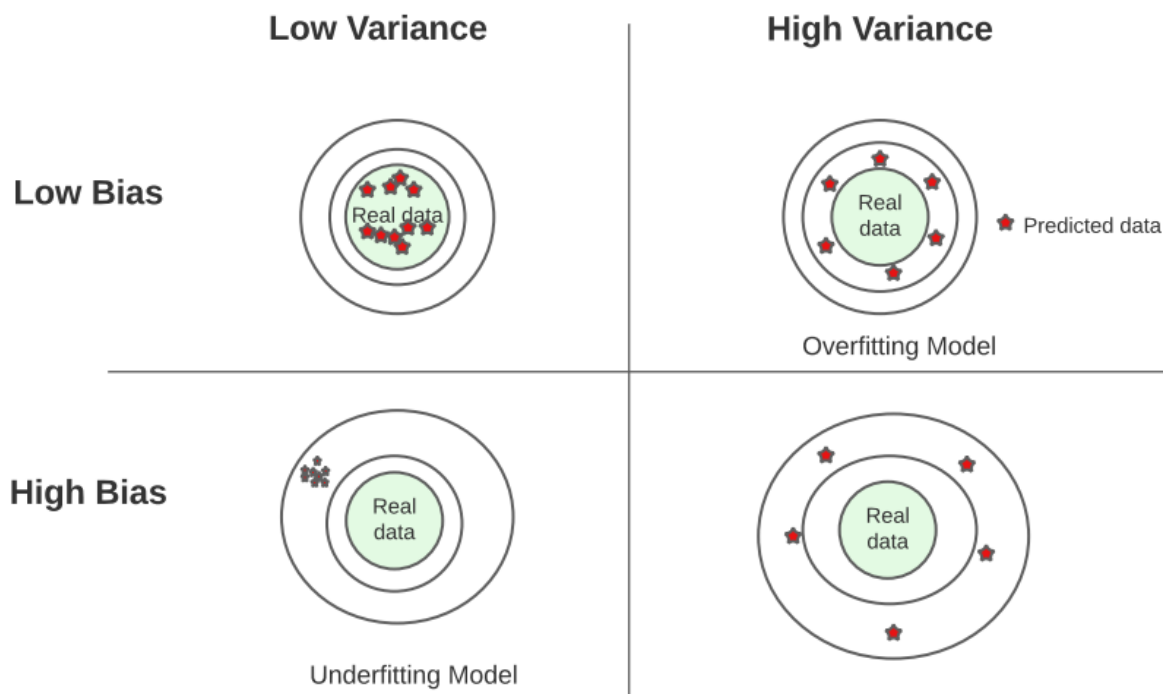 Low Variance
High Variance
Low Bias
Real data
Real
data
Predicted data
Overfitting Model
High Bias
Real
data
Real
data
Underfitting Model